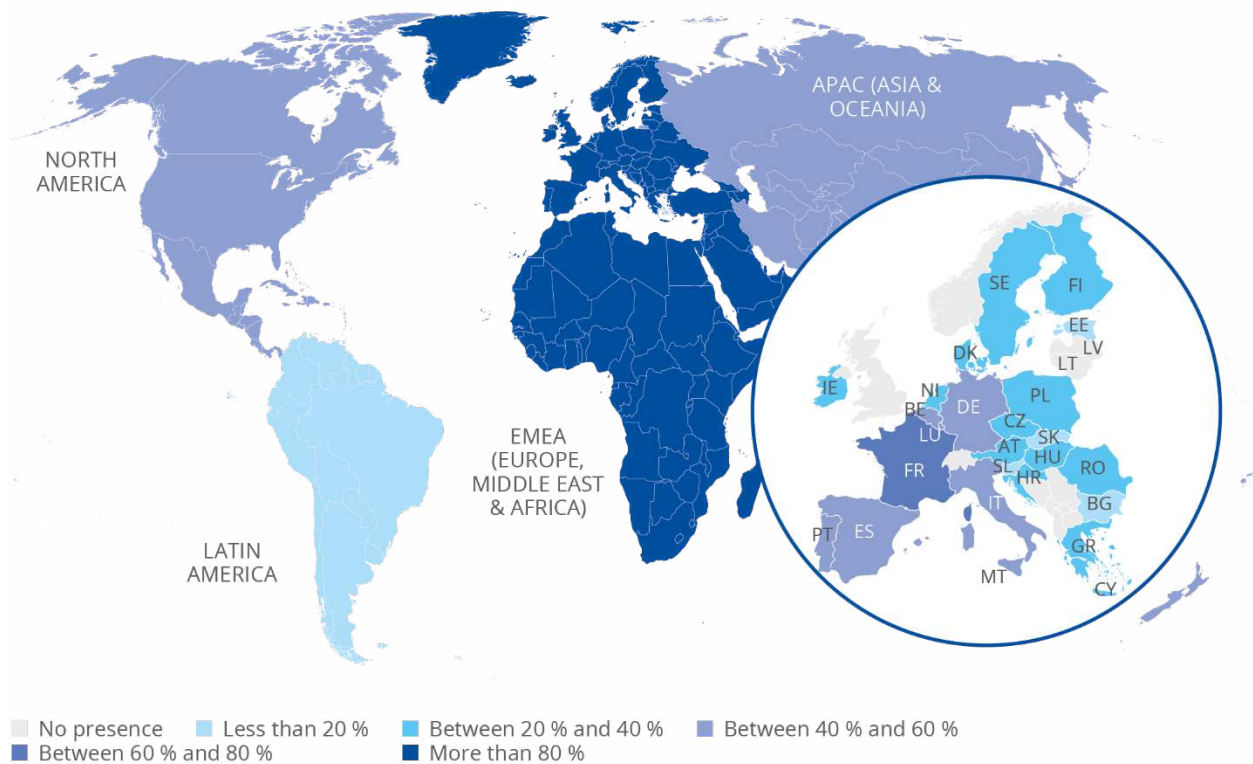 APAC (ASIA &
OCEANIA)
NORTH
AMERICA
EMEA
(EUROPE,
MIDDLE EAST
& AFRICA)
LATIN
AMERICA
SE
FI
EE
LV
LT
DK
IE
NI
BE
DE
PL
LU
CZ
SK
AT
HU
FR
SL
HR
RO
IT
BG
PT
ES
GR
MT
CY
No presence
Less than 20 %
Between 20 % and 40 %
Between 40 % and 60 %
Between 60 % and 80 %
More than 80 %